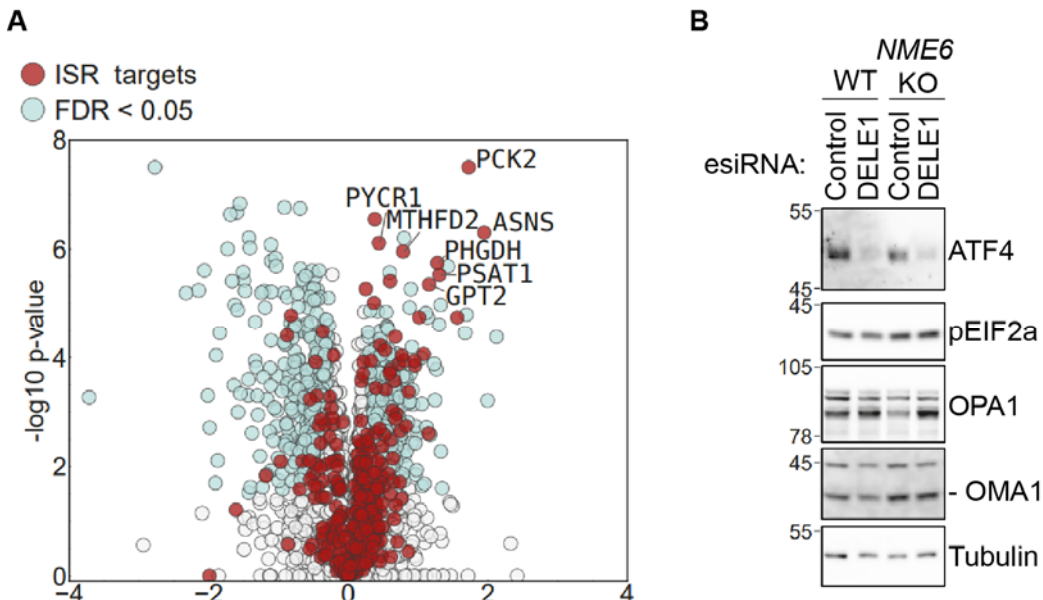 A
ISR targets
FDR < 0.05
8
6
4
2
0
-log10 p-value
-4
-2
0
2
4
PCK2
PYCR1
MTHFD2
ASNS
PHGDH
PSAT1
GPT2
B
NME6
WT
KO
esiRNA:
Control
DELE1
Control
DELE1
55
ATF4
45
45
pEIF2a
105
OPA1
78
45
- OMA1
55
Tubulin